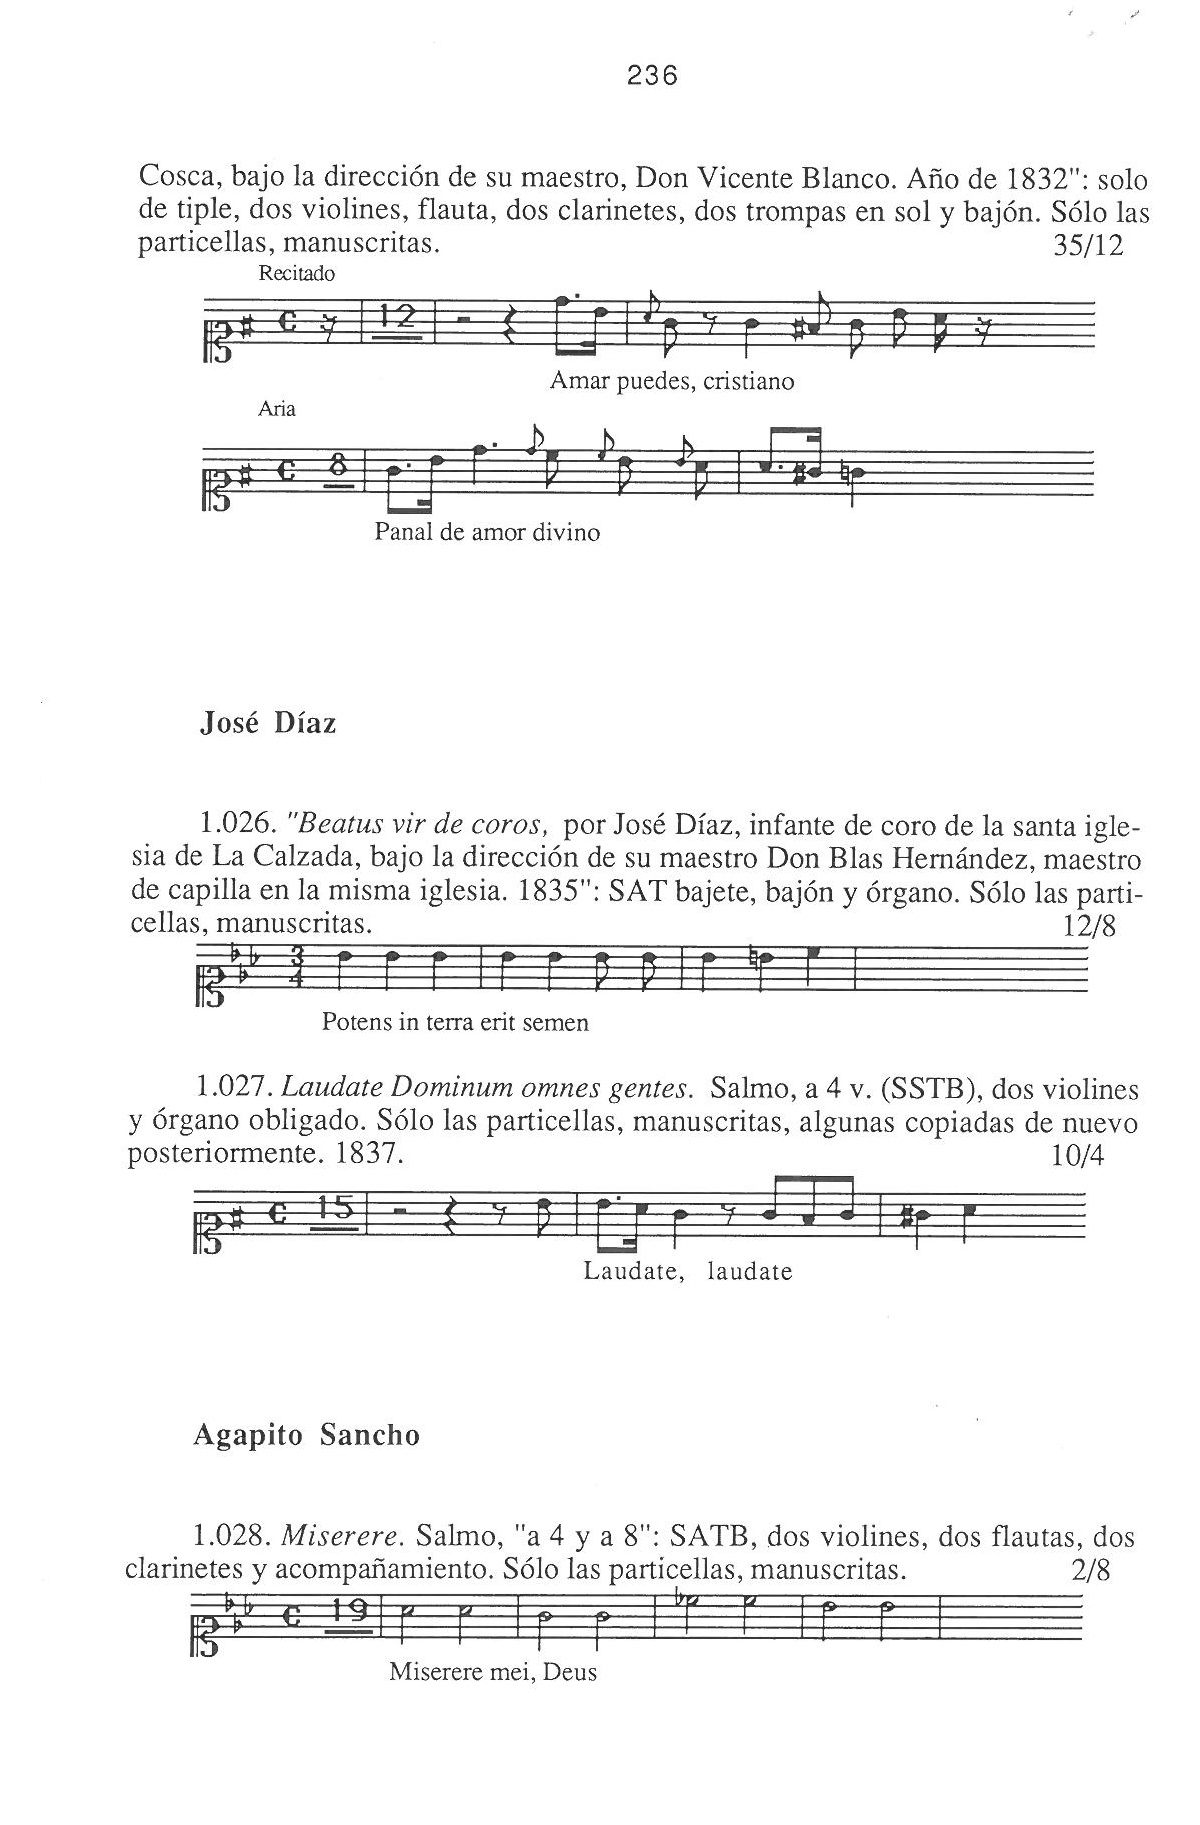 236
Cosca, bajo la dirección de su maestro, Don Vicente Blanco. Año de 1832": solo
de tiple, dos violines, flauta, dos clarinetes, dos trompas en sol y bajón. Sólo las
particellas, manuscritas. 35/12
Recitado
12
Amar puedes, cristiano
Aria
8
Panal de amor divino
José Díaz
1.026. "Beatus vir de coros, por José Díaz, infante de coro de la santa igle-
sia de La Calzada, bajo la dirección de su maestro Don Blas Hernández, maestro
de capilla en la misma iglesia. 1835": SAT bajete, bajón y órgano. Sólo las parti-
cellas, manuscritas. 12/8
3
4
Potens in terra erit semen
1.027. Laudate Dominum omnes gentes. Salmo, a 4 v. (SSTB), dos violines
y órgano obligado. Sólo las particellas, manuscritas, algunas copiadas de nuevo
posteriormente. 1837. 10/4
15
Laudate, laudate
Agapito Sancho
1.028. Miserere. Salmo, "a 4 y a 8": SATB, dos violines, dos flautas, dos
clarinetes y acompañamiento. Sólo las particellas, manuscritas. 2/8
19
Miserere mei, Deus